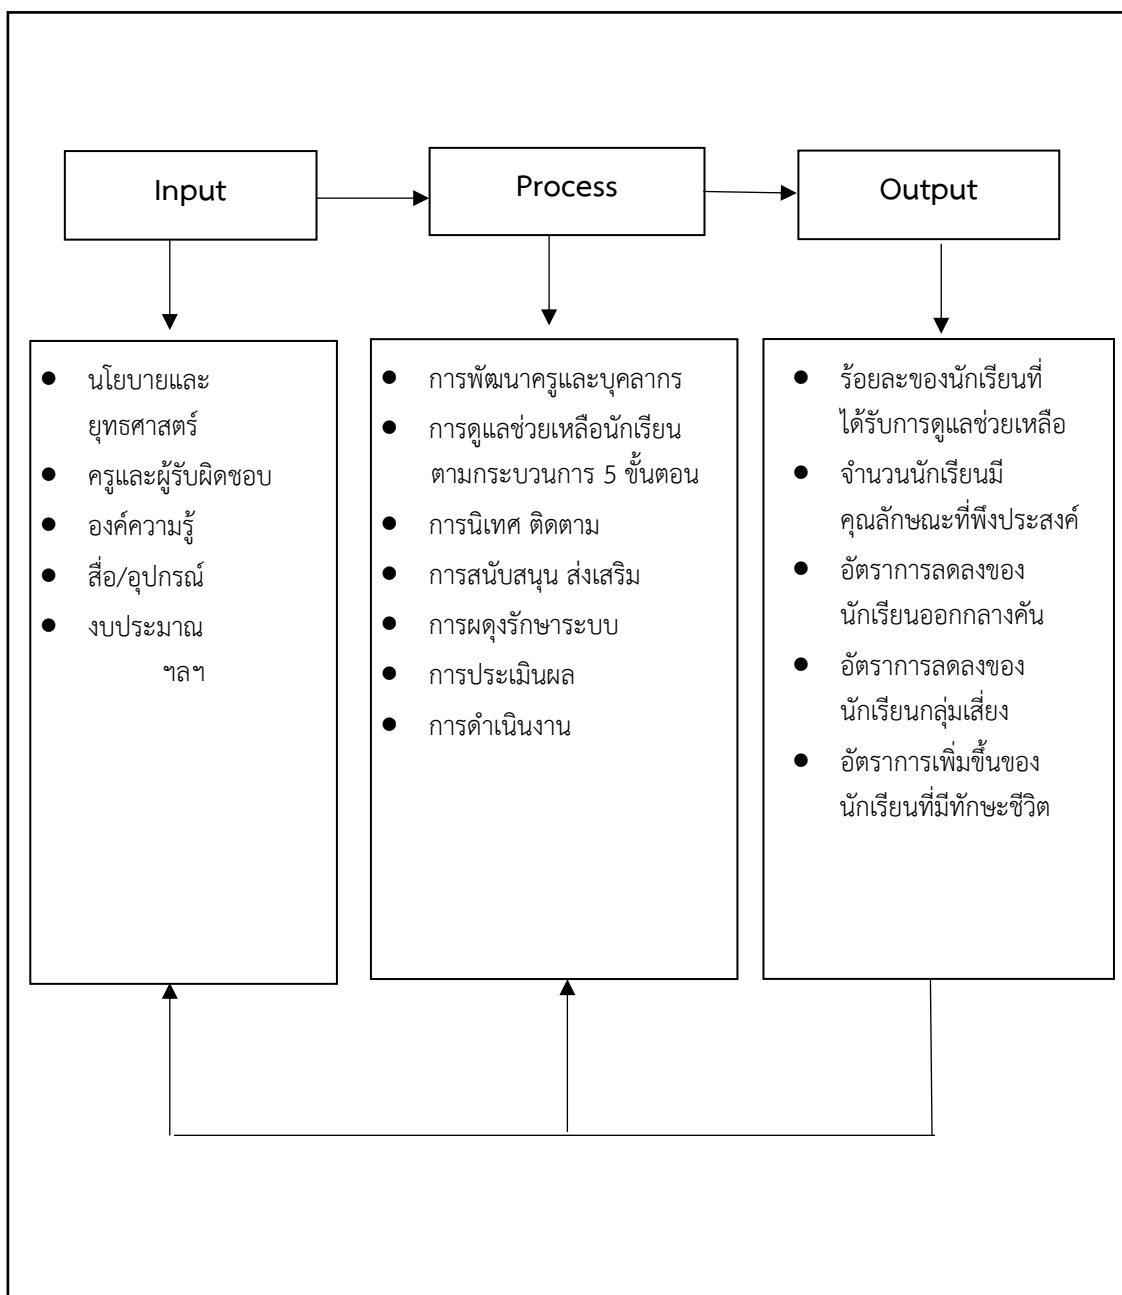 Input
Process
Output
นโยบายและ
ยุทธศาสตร์
ครูและผู้รับผิดชอบ
องค์ความรู้
สื่อ/อุปกรณ์
งบประมาณ
ฯลฯ
การพัฒนาครูและบุคลากร
การดูแลช่วยเหลือนักเรียน
ตามกระบวนการ 5 ขั้นตอน
การนิเทศ ติดตาม
การสนับสนุน ส่งเสริม
การผดุงรักษาระบบ
การประเมินผล
การดำเนินงาน
ร้อยละของนักเรียนที่
ได้รับการดูแลช่วยเหลือ
จำนวนนักเรียนมี
คุณลักษณะที่พึงประสงค์
อัตราการลดลงของ
นักเรียนออกกลางคัน
อัตราการลดลงของ
นักเรียนกลุ่มเสี่ยง
อัตราการเพิ่มขึ้นของ
นักเรียนที่มีทักษะชีวิต